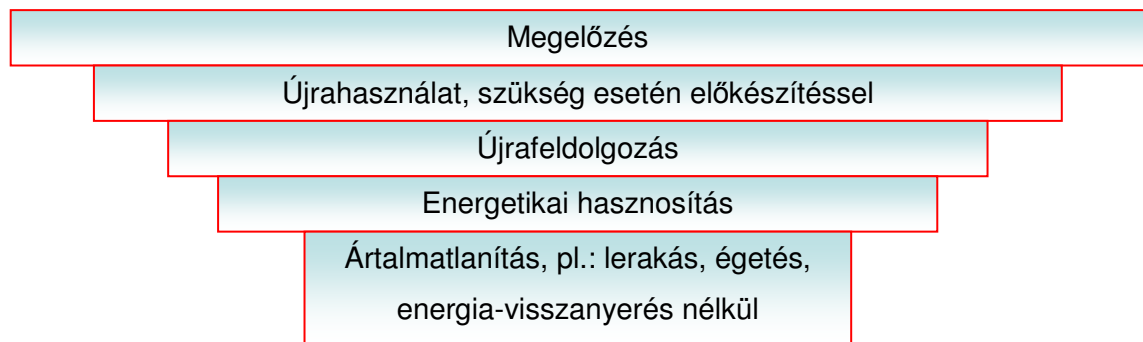 Megelőzés
Újrahasználat, szükség esetén előkészítéssel
Újrafeldolgozás
Energetikai hasznosítás
Ártalmatlanítás, pl.: lerakás, égetés,
energia-visszanyerés nélkül